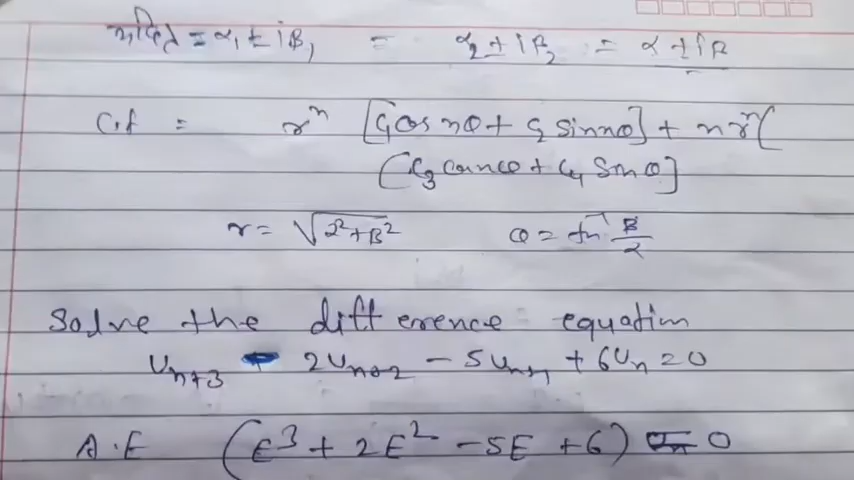 = α₁ ± iβ₁ = α₂ ± iβ₂ = α ± iβ
C.f = rⁿ [C₁ cos nθ + C₂ sin nθ] + n rⁿ (
(C₃ cos nθ + C₄ Sin θ]
r = √α²+β² θ = tan⁻¹ β/α
Solve the difference equation
Uₙ₊₃ - 2Uₙ₊₂ - 5Uₙ₊₁ + 6Uₙ = 0
A.E (E³ + 2E² - 5E + 6) = 0